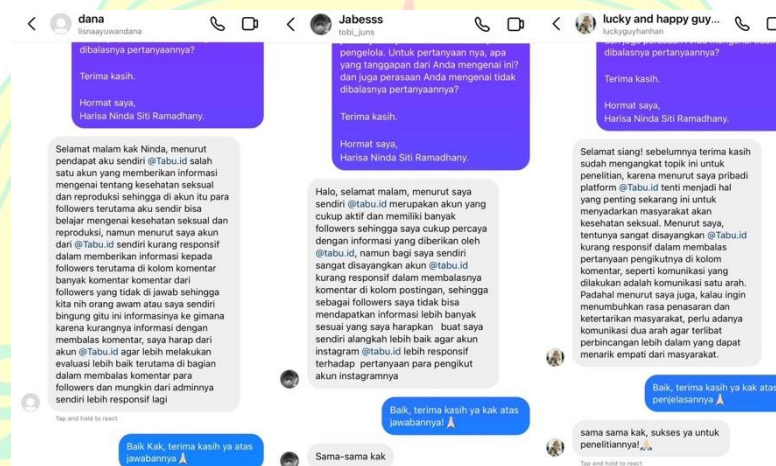 dana
lisnaayuwandana
dibalasnya pertanyaannya?
Terima kasih.
Hormat saya,
Harisa Ninda Siti Ramadhany.
Selamat malam kak Ninda, menurut
pendapat aku sendiri @Tabu.id salah
satu akun yang memberikan informasi
mengenai tentang kesehatan seksual
dan reproduksi sehingga di akun itu para
followers terutama aku sendir bisa
belajar mengenai kesehatan seksual dan
reproduksi, namun menurut saya akun
dari @Tabu.id sendiri kurang responsif
dalam memberikan informasi kepada
followers terutama di kolom komentar
banyak komentar komentar dari
followers yang tidak di jawab sehingga
kita nih orang awam atau saya sendiri
bingung gitu ini informasinya ke gimana
karena kurangnya informasi dengan
membalas komentar, saya harap dari
akun @Tabu.id agar lebih melakukan
evaluasi lebih baik terutama di bagian
dalam membalas komentar para
followers dan mungkin dari adminnya
sendiri lebih responsif lagi
Tap and hold to react
Baik Kak, terima kasih ya atas
jawabannya 🙏🏻
Jabesss
tobi_juns
pengelola. Untuk pertanyaan nya, apa
yang tanggapan dari Anda mengenai ini?
dan juga perasaan Anda mengenai tidak
dibalasnya pertanyaannya?
Terima kasih.
Hormat saya,
Harisa Ninda Siti Ramadhany.
Halo, selamat malam, menurut saya
sendiri @tabu.id merupakan akun yang
cukup aktif dan memiliki banyak
followers sehingga saya cukup percaya
dengan informasi yang diberikan oleh
@tabu.id, namun bagi saya sendiri
sangat disayangkan akun @tabu.id
kurang responsif dalam membalasnya
komentar di kolom postingan, sehingga
sebagai followers saya tidak bisa
mendapatkan informasi lebih banyak
sesuai yang saya harapkan buat saya
sendiri alangkah lebih baik agar akun
instagram @tabu.id lebih responsif
terhadap pertanyaan para pengikut
akun instagramnya
Baik, terima kasih ya kak atas
jawabannya! 🙏🏻
Sama-sama kak
lucky and happy guy...
luckyguyhanhan
dibalasnya pertanyaannya?
Terima kasih.
Hormat saya,
Harisa Ninda Siti Ramadhany.
Selamat siang! sebelumnya terima kasih
sudah mengangkat topik ini untuk
penelitian, karena menurut saya pribadi
platform @Tabu.id tenti menjadi hal
yang penting sekarang ini untuk
menyadarkan masyarakat akan
kesehatan seksual. Menurut saya,
tentunya sangat disayangkan @Tabu.id
kurang responsif dalam membalas
pertanyaan pengikutnya di kolom
komentar, seperti komunikasi yang
dilakukan adalah komunikasi satu arah.
Padahal menurut saya juga, kalau ingin
menumbuhkan rasa penasaran dan
ketertarikan masyarakat, perlu adanya
komunikasi dua arah agar terlibat
perbincangan lebih dalam yang dapat
menarik empati dari masyarakat.
Baik, terima kasih ya kak atas
penjelasannya 🙏🏻
sama sama kak, sukses ya untuk
penelitiannya!🙏🏻
Tap and hold to react